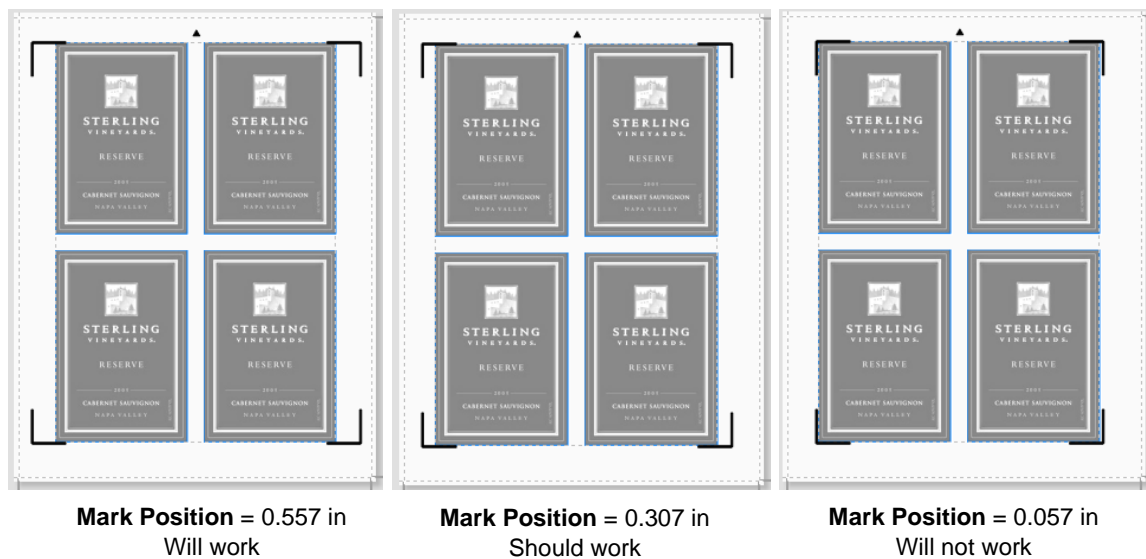 STERLING
VINEYARDS.
RESERVE
CABERNET SAUVIGNON
NAPA VALLEY
STERLING
VINEYARDS.
RESERVE
CABERNET SAUVIGNON
NAPA VALLEY
STERLING
VINEYARDS.
RESERVE
CABERNET SAUVIGNON
NAPA VALLEY
STERLING
VINEYARDS.
RESERVE
CABERNET SAUVIGNON
NAPA VALLEY
Mark Position = 0.557 in
Will work
STERLING
VINEYARDS.
RESERVE
CABERNET SAUVIGNON
NAPA VALLEY
STERLING
VINEYARDS.
RESERVE
CABERNET SAUVIGNON
NAPA VALLEY
STERLING
VINEYARDS.
RESERVE
CABERNET SAUVIGNON
NAPA VALLEY
STERLING
VINEYARDS.
RESERVE
CABERNET SAUVIGNON
NAPA VALLEY
Mark Position = 0.307 in
Should work
STERLING
VINEYARDS.
RESERVE
CABERNET SAUVIGNON
NAPA VALLEY
STERLING
VINEYARDS.
RESERVE
CABERNET SAUVIGNON
NAPA VALLEY
STERLING
VINEYARDS.
RESERVE
CABERNET SAUVIGNON
NAPA VALLEY
STERLING
VINEYARDS.
RESERVE
CABERNET SAUVIGNON
NAPA VALLEY
Mark Position = 0.057 in
Will not work